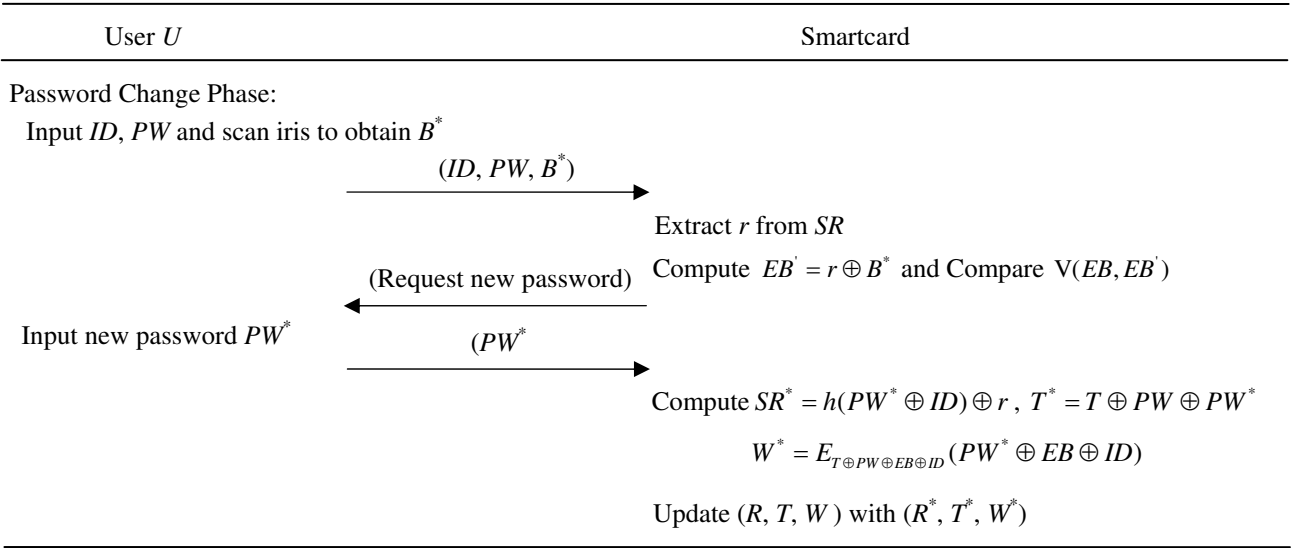 User U Smartcard
Password Change Phase:
Input ID, PW and scan iris to obtain B*
(ID, PW, B*)
Extract r from SR
Compute EB' = r ⊕ B* and Compare V(EB, EB')
(Request new password)
Input new password PW*
(PW*
Compute SR* = h(PW* ⊕ ID) ⊕ r , T* = T ⊕ PW ⊕ PW*
W* = E_{T⊕PW⊕EB⊕ID}(PW* ⊕ EB ⊕ ID)
Update (R, T, W ) with (R*, T*, W*)